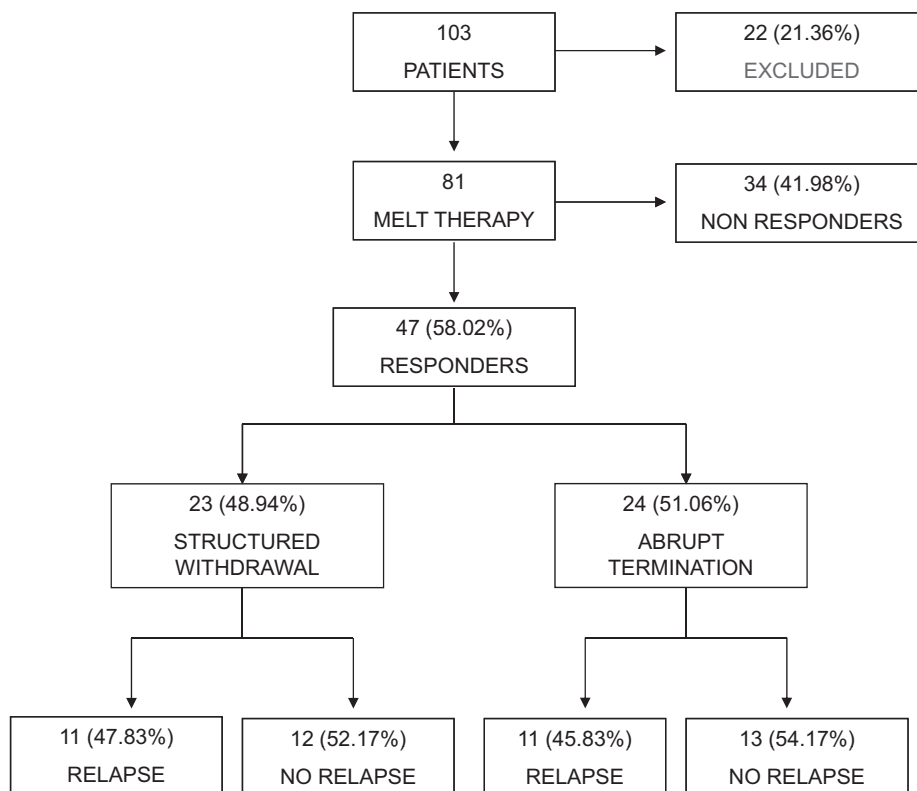 103
PATIENTS
22 (21.36%)
EXCLUDED
81
MELT THERAPY
34 (41.98%)
NON RESPONDERS
47 (58.02%)
RESPONDERS
23 (48.94%)
STRUCTURED
WITHDRAWAL
24 (51.06%)
ABRUPT
TERMINATION
11 (47.83%)
RELAPSE
12 (52.17%)
NO RELAPSE
11 (45.83%)
RELAPSE
13 (54.17%)
NO RELAPSE